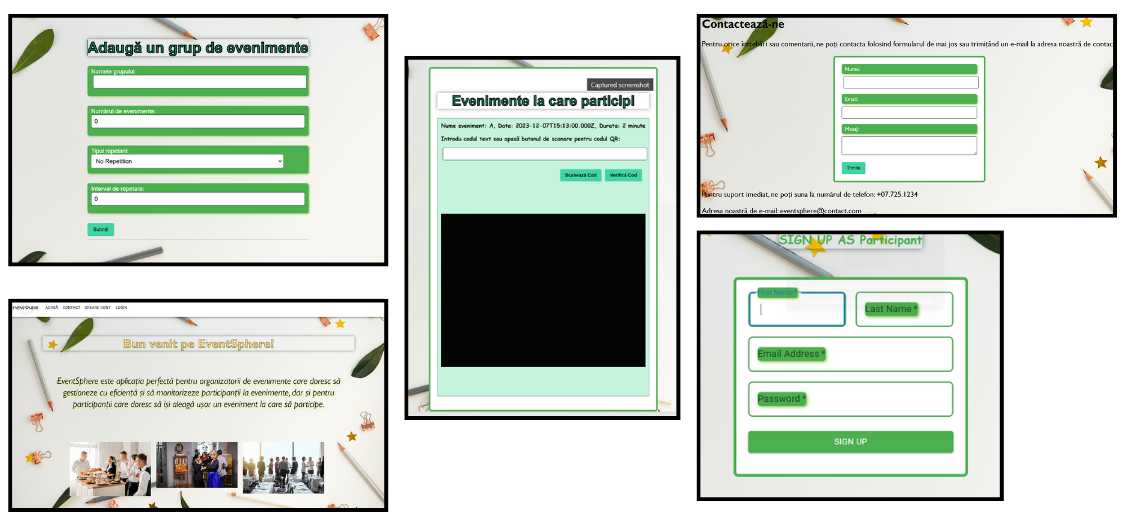 Adaugă un grup de evenimente
Numele grupului:
Numărul de evenimente:
0
Tipul repetarii
No Repetition
Interval de repetare:
0
Submit
EVENTSPHERE ACASĂ CONTACT CREARE CONT LOGIN
Bun venit pe EventSphere!
EventSphere este aplicația perfectă pentru organizatorii de evenimente care doresc să
gestioneze cu eficiență și să monitorizeze participanții la evenimente, dar și pentru
participanții care doresc să își aleagă ușor un eveniment la care să participe.
Captured screenshot
Evenimente la care participi
Nume eveniment: A, Data: 2023-12-07T15:13:00.000Z, Durata: 2 minute
Introdu codul text sau apasă butonul de scanare pentru codul QR:
Scanează Cod Verifică Cod
Contactează-ne
Pentru orice întrebări sau comentarii, ne poți contacta folosind formularul de mai jos sau trimițând un e-mail la adresa noastră de contac
Nume:
Email:
Mesaj:
Trimite
Pentru suport imediat, ne poți suna la numărul de telefon: +07.725.1234
Adresa noastră de e-mail: eventsphere@contact.com
SIGN UP AS Participant
First Name *
Last Name *
Email Address *
Password *
SIGN UP